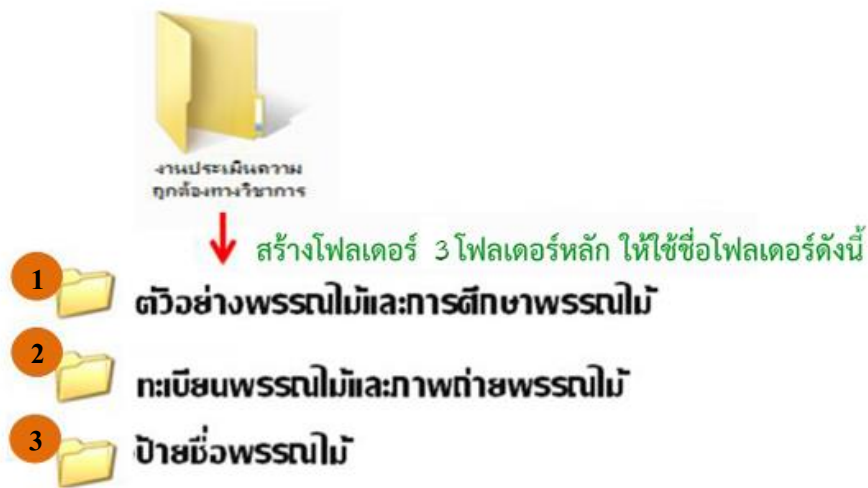 งานประเมินความ
ถูกต้องทางวิชาการ
สร้างโฟลเดอร์ 3 โฟลเดอร์หลัก ให้ใช้ชื่อโฟลเดอร์ดังนี้
1
ตัวอย่างพรรณไม้และการศึกษาพรรณไม้
2
ทะเบียนพรรณไม้และภาพถ่ายพรรณไม้
3
ป้ายชื่อพรรณไม้